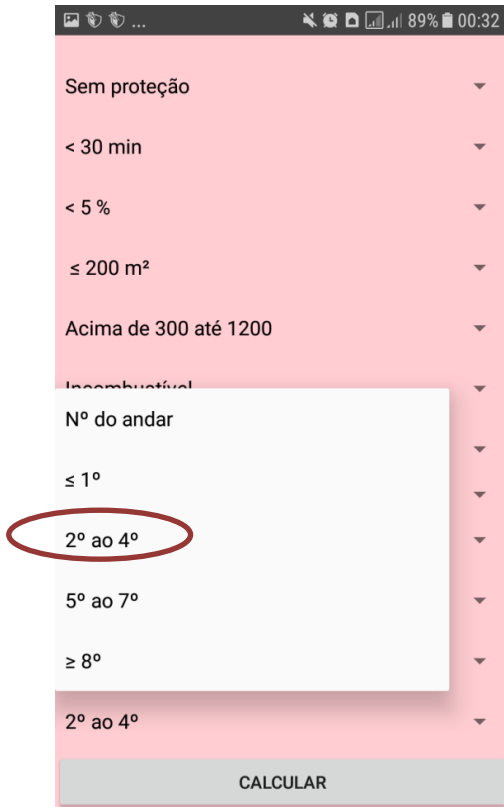 ... 89% 00:32
Sem proteção
< 30 min
< 5 %
≤ 200 m²
Acima de 300 até 1200
Incombustível
Nº do andar
≤ 1º
2º ao 4º
5º ao 7º
≥ 8º
2º ao 4º
CALCULAR